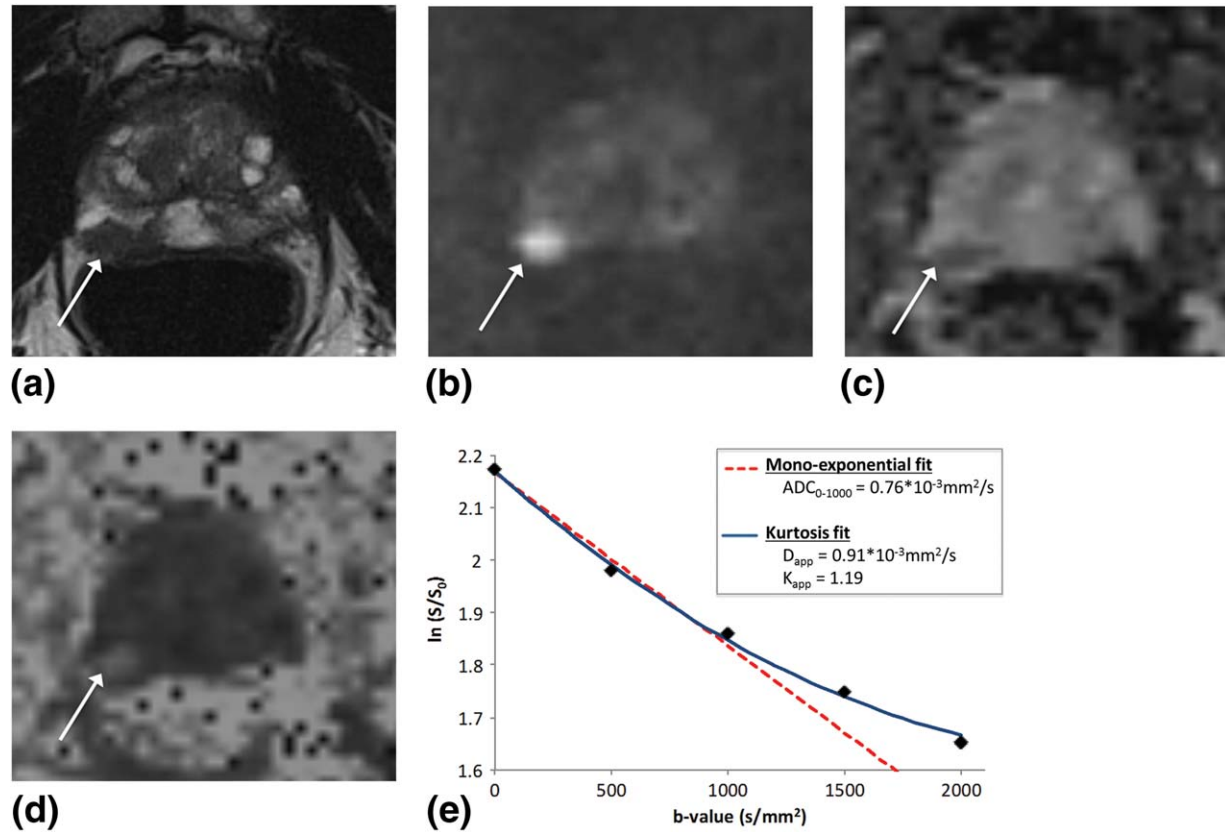 (a)
(b)
(c)
(d)
(e)
ln (S/S0)
2.2
2.1
2
1.9
1.8
1.7
1.6
0 500 1000 1500 2000
b-value (s/mm²)
Mono-exponential fit
ADC0-1000 = 0.76*10⁻³mm²/s
Kurtosis fit
Dapp = 0.91*10⁻³mm²/s
Kapp = 1.19